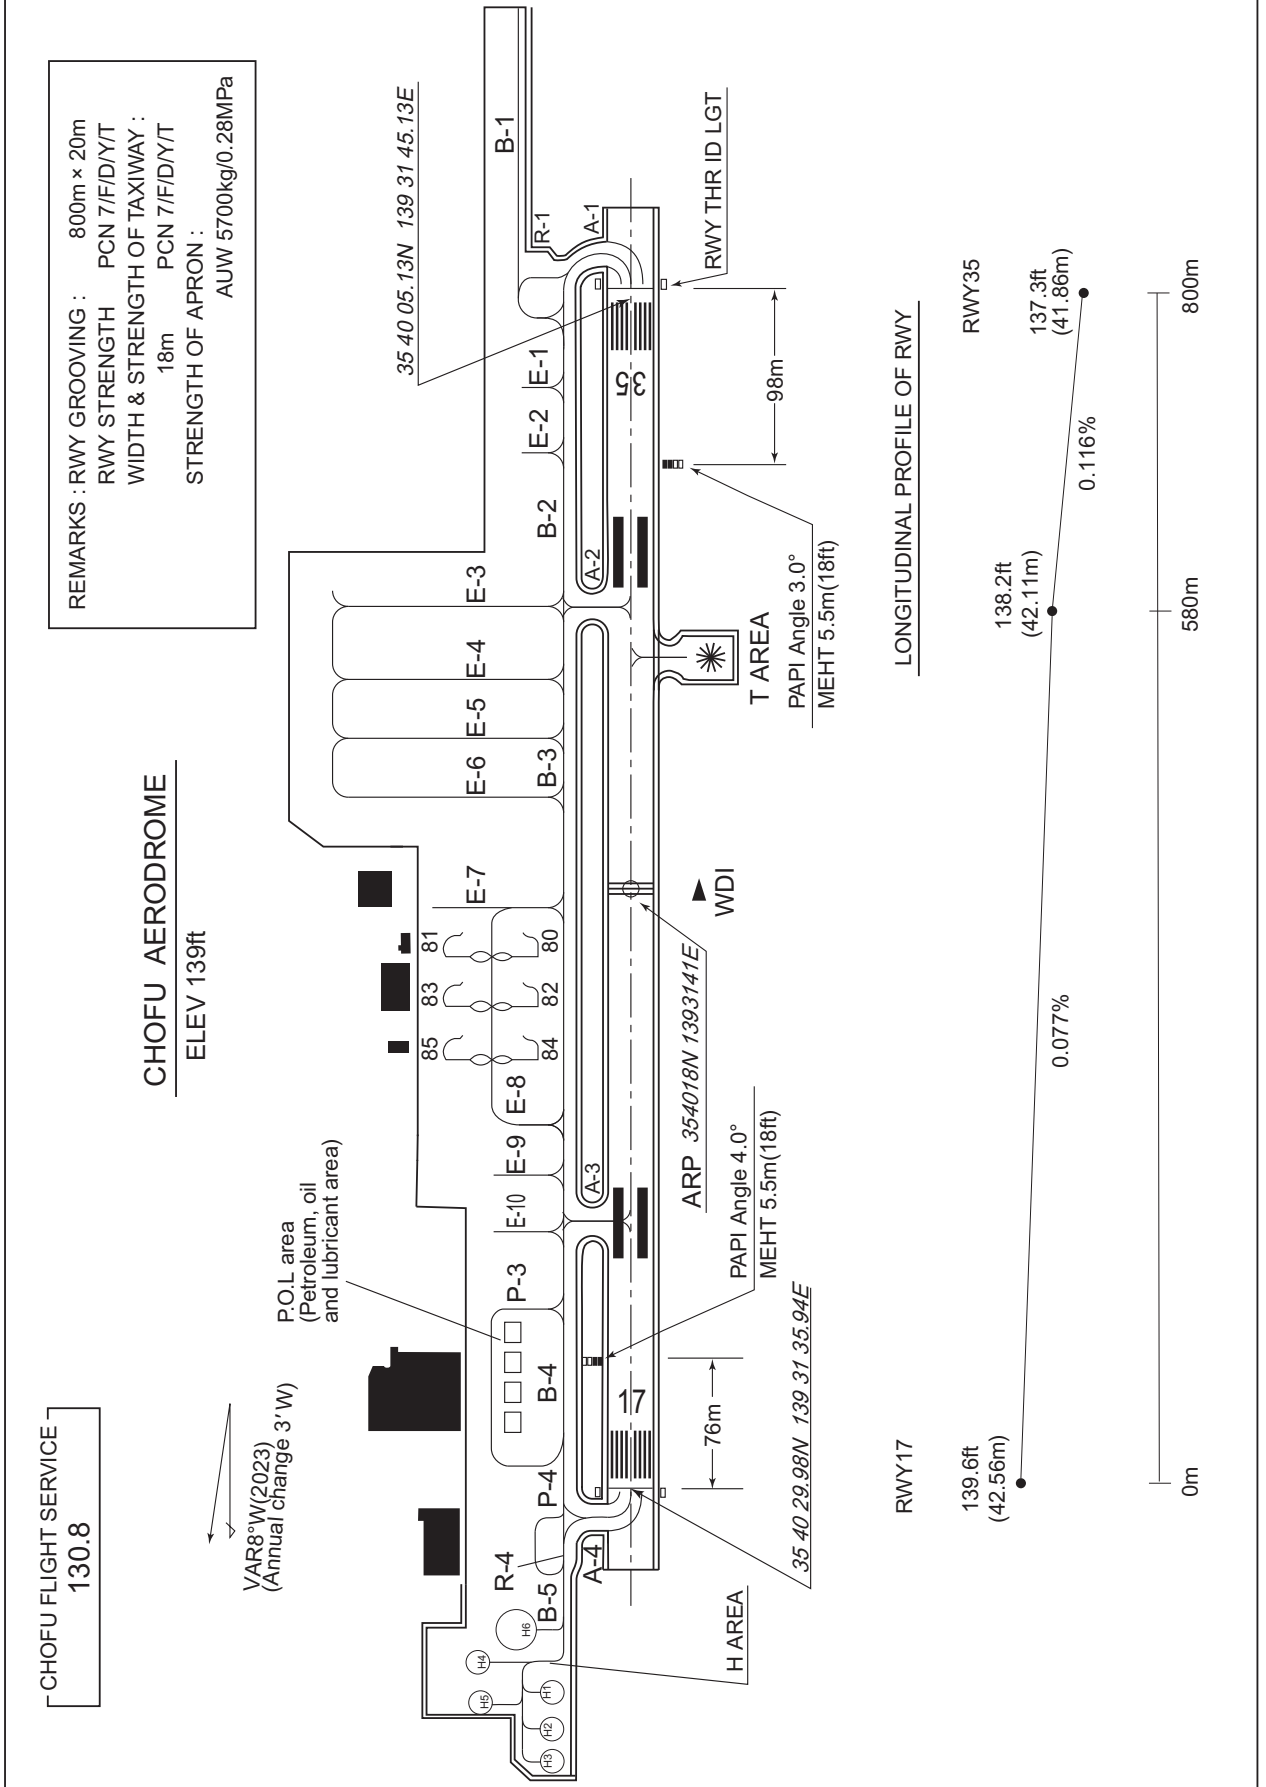 CHOFU FLIGHT SERVICE
130.8
CHOFU AERODROME
ELEV 139ft
REMARKS : RWY GROOVING : 800m × 20m
RWY STRENGTH PCN 7/F/D/Y/T
WIDTH & STRENGTH OF TAXIWAY :
18m PCN 7/F/D/Y/T
STRENGTH OF APRON :
AUW 5700kg/0.28MPa
VAR8°W(2023)
(Annual change 3'W)
P.O.L area
(Petroleum, oil
and lubricant area)
35 40 05.13N 139 31 45.13E
85
83
81
84
82
80
H5
H4
H3
H2
H1
H6
R-4
P-3
E-10
E-9
E-8
E-7
E-6
E-5
E-4
E-3
E-2
E-1
B-1
R-1
B-5
P-4
B-4
B-3
B-2
A-4
A-3
A-2
A-1
17
35
76m
98m
H AREA
35 40 29.98N 139 31 35.94E
PAPI Angle 4.0°
MEHT 5.5m(18ft)
ARP 354018N 1393141E
WDI
T AREA
PAPI Angle 3.0°
MEHT 5.5m(18ft)
RWY THR ID LGT
LONGITUDINAL PROFILE OF RWY
RWY17
RWY35
139.6ft
(42.56m)
138.2ft
(42.11m)
137.3ft
(41.86m)
0.077%
0.116%
0m
580m
800m